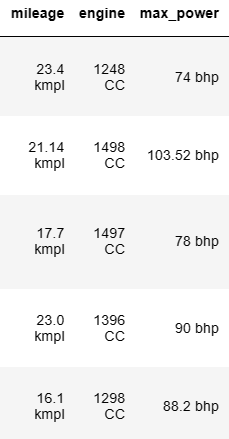 mileage engine max_power
23.4 kmpl 1248 CC 74 bhp
21.14 kmpl 1498 CC 103.52 bhp
17.7 kmpl 1497 CC 78 bhp
23.0 kmpl 1396 CC 90 bhp
16.1 kmpl 1298 CC 88.2 bhp